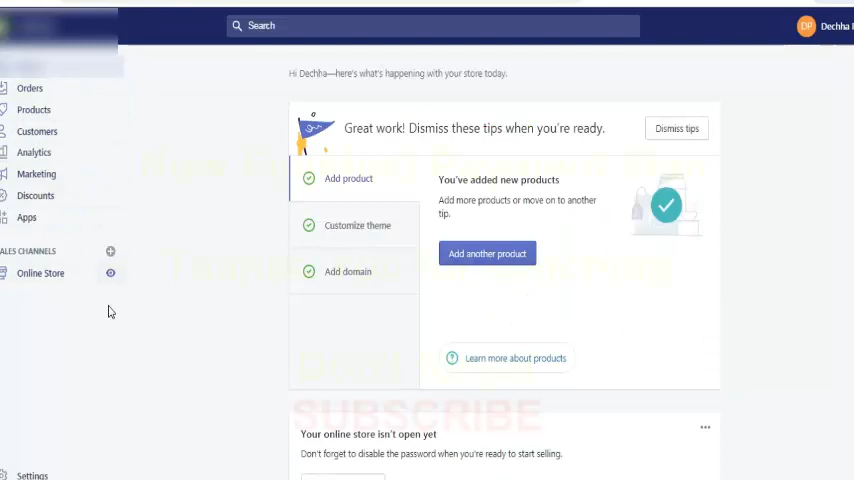 Search
DP Dechha
Hi Dechha—here's what's happening with your store today.
Orders
Products
Customers
Analytics
Marketing
Discounts
Apps
ALES CHANNELS
Online Store
Settings
Great work! Dismiss these tips when you're ready.
Dismiss tips
Add product
Customize theme
Add domain
You've added new products
Add more products or move on to another
tip.
Add another product
Learn more about products
SUBSCRIBE
Your online store isn't open yet
Don't forget to disable the password when you're ready to start selling.